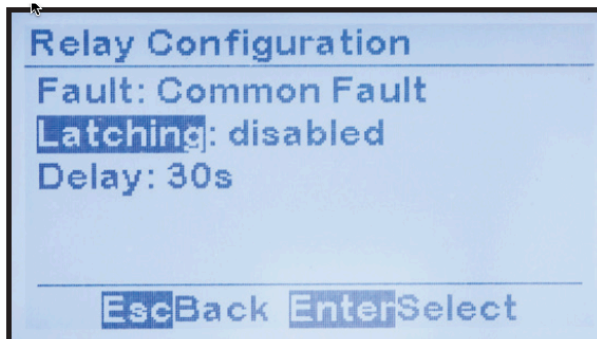 Relay Configuration
Fault: Common Fault
Latching: disabled
Delay: 30s
EscBack EnterSelect